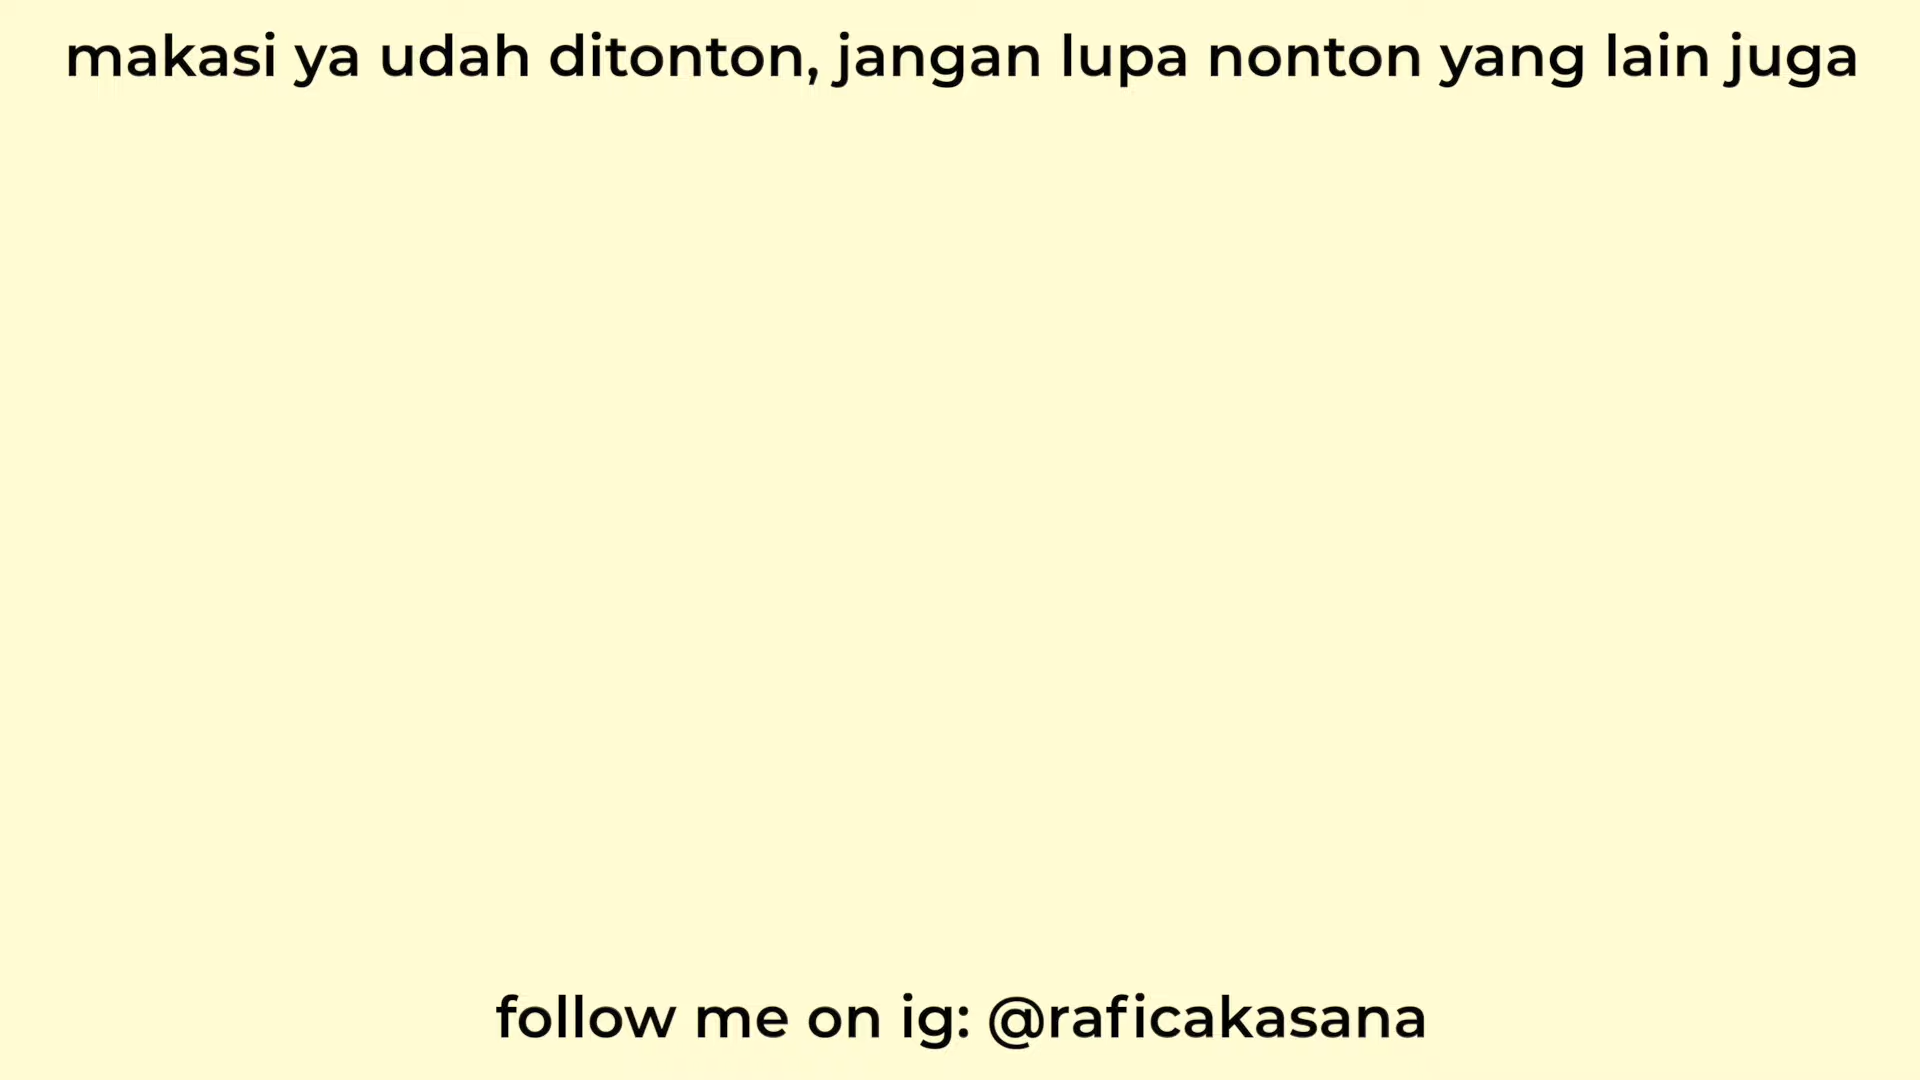 makasi ya udah ditonton, jangan lupa nonton yang lain juga
follow me on ig: @raficakasana